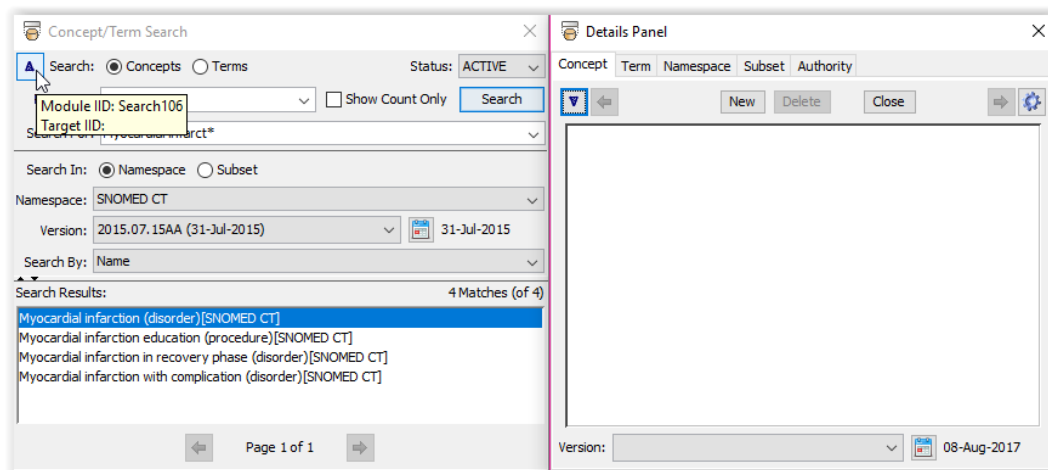 Concept/Term Search
Search: Concepts Terms Status: ACTIVE
Module IID: Search106
Target IID:
Show Count Only Search
infarct*
Search In: Namespace Subset
Namespace: SNOMED CT
Version: 2015.07.15AA (31-Jul-2015) 31-Jul-2015
Search By: Name
Search Results: 4 Matches (of 4)
Myocardial infarction (disorder)[SNOMED CT]
Myocardial infarction education (procedure)[SNOMED CT]
Myocardial infarction in recovery phase (disorder)[SNOMED CT]
Myocardial infarction with complication (disorder)[SNOMED CT]
Page 1 of 1
Details Panel
Concept Term Namespace Subset Authority
New Delete Close
Version: 08-Aug-2017